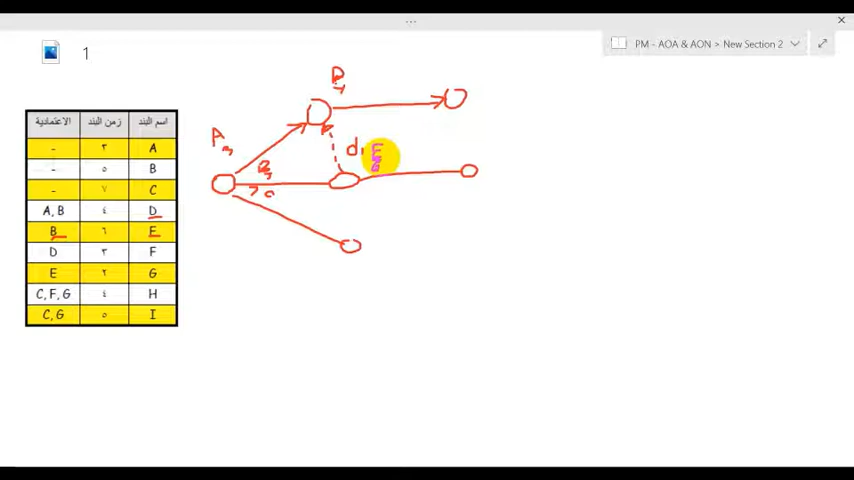 PM - AOA & AON > New Section 2
1
اسم البند زمن البند الاعتمادية
A ٣ -
B ٥ -
C ٧ -
D ٤ A, B
E ٦ B
F ٣ D
G ٢ E
H ٤ C, F, G
I ٥ C, G
A
B
d
E